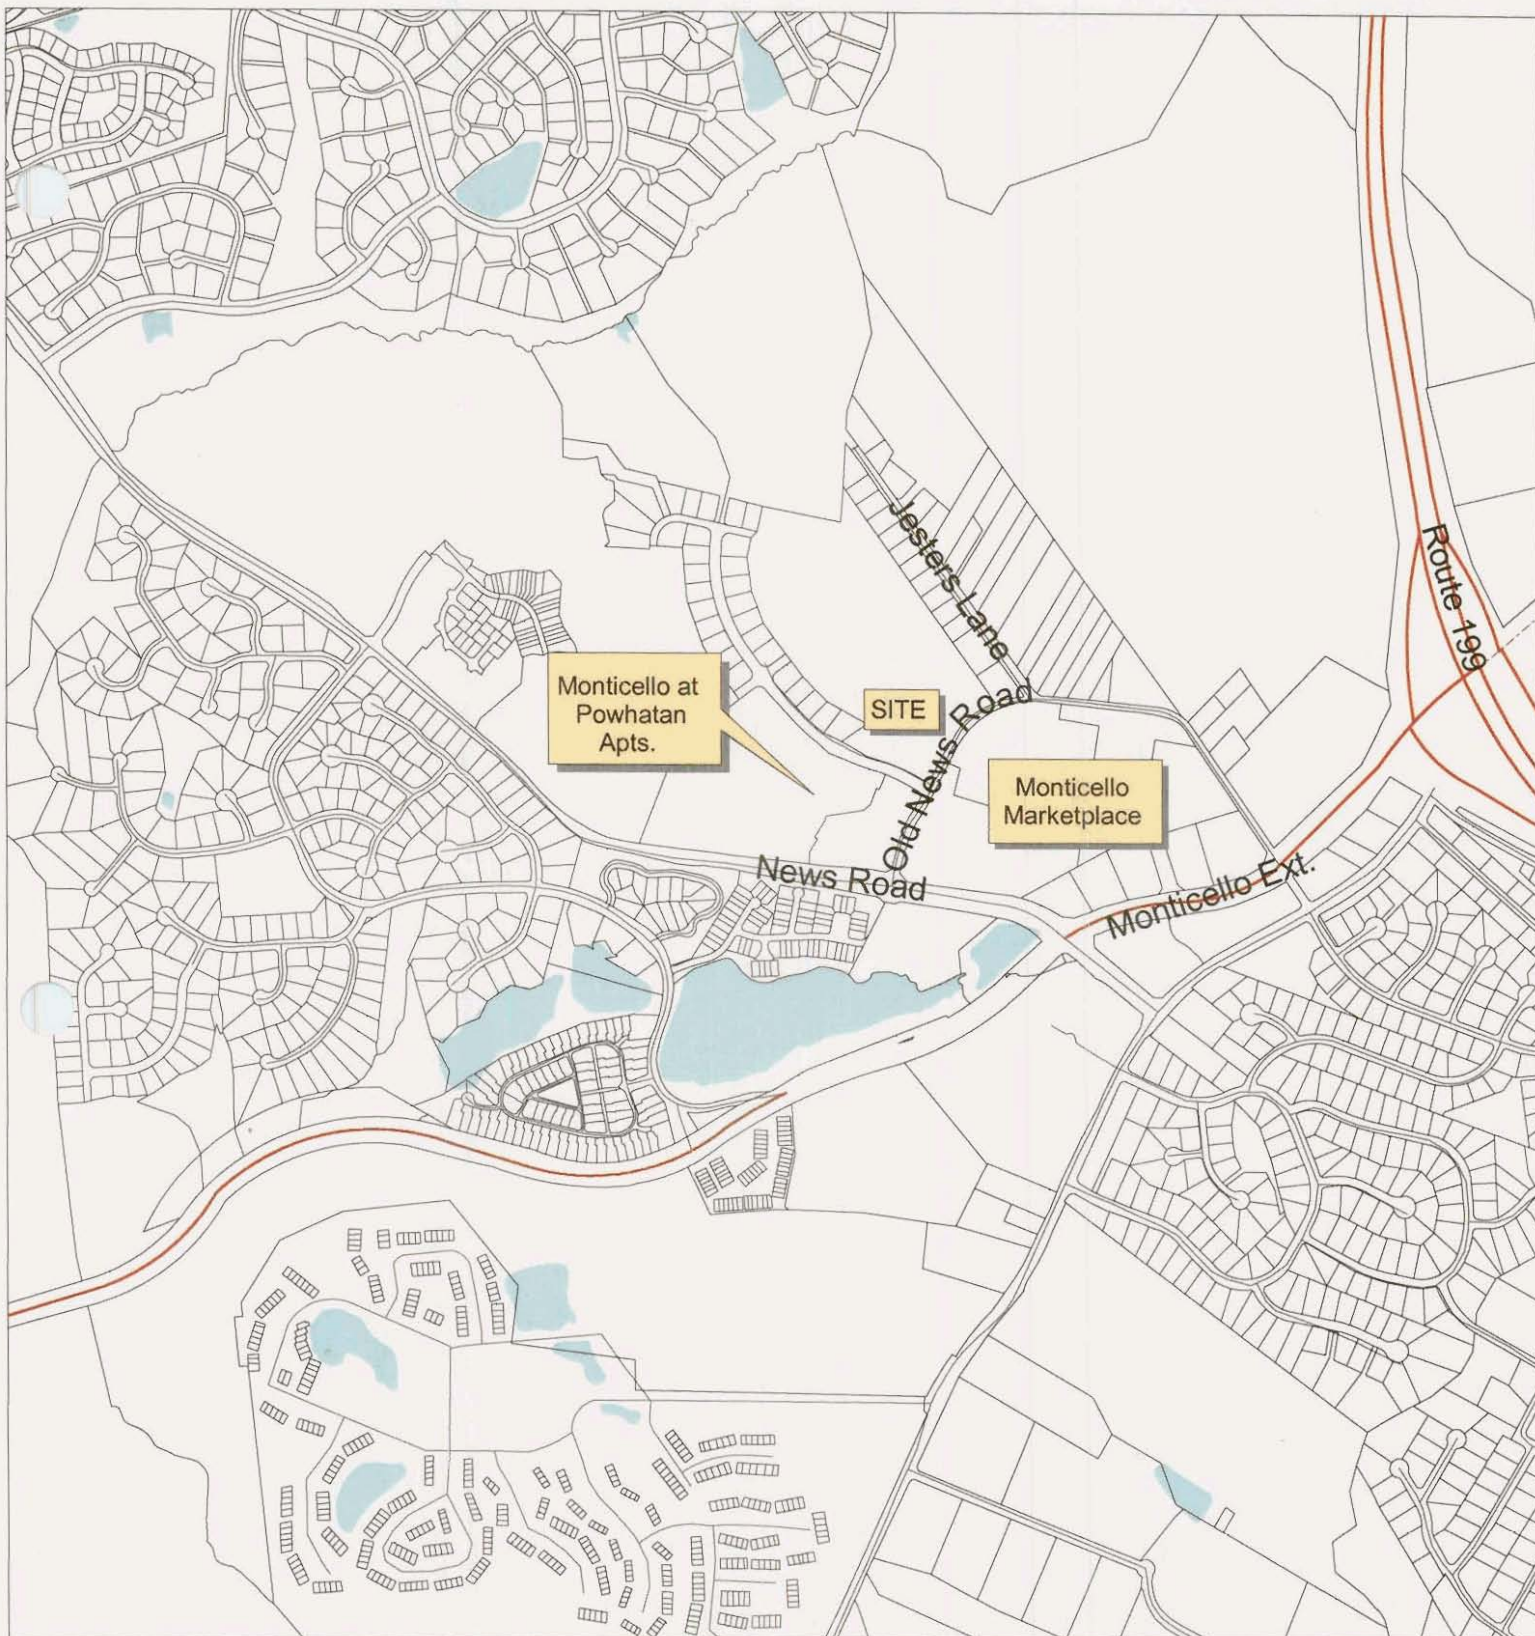 Jesters Lane
Route 199
Monticello at
Powhatan
Apts.
SITE
Old News Road
Monticello
Marketplace
News Road
Monticello Ext.